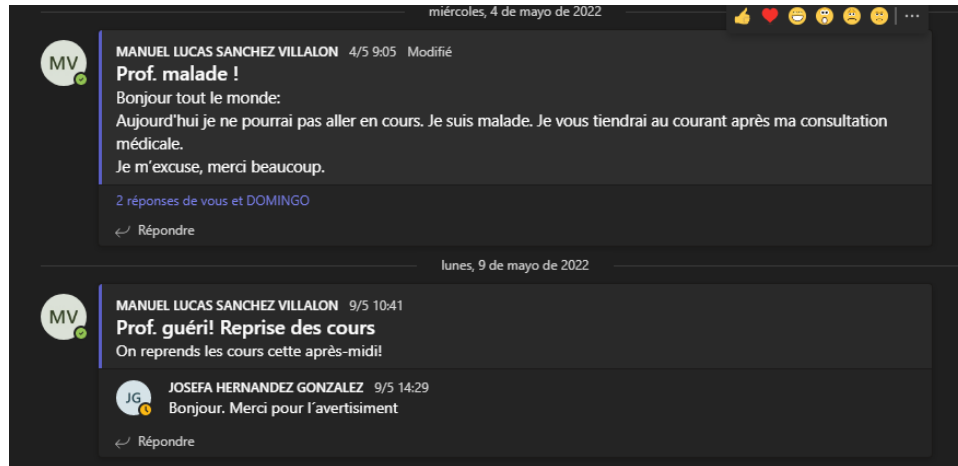 miércoles, 4 de mayo de 2022
MV
MANUEL LUCAS SANCHEZ VILLALON 4/5 9:05 Modifié
Prof. malade !
Bonjour tout le monde:
Aujourd'hui je ne pourrai pas aller en cours. Je suis malade. Je vous tiendrai au courant après ma consultation
médicale.
Je m'excuse, merci beaucoup.
2 réponses de vous et DOMINGO
Répondre
lunes, 9 de mayo de 2022
MV
MANUEL LUCAS SANCHEZ VILLALON 9/5 10:41
Prof. guéri! Reprise des cours
On reprends les cours cette après-midi!
JG
JOSEFA HERNANDEZ GONZALEZ 9/5 14:29
Bonjour. Merci pour l´avertisiment
Répondre